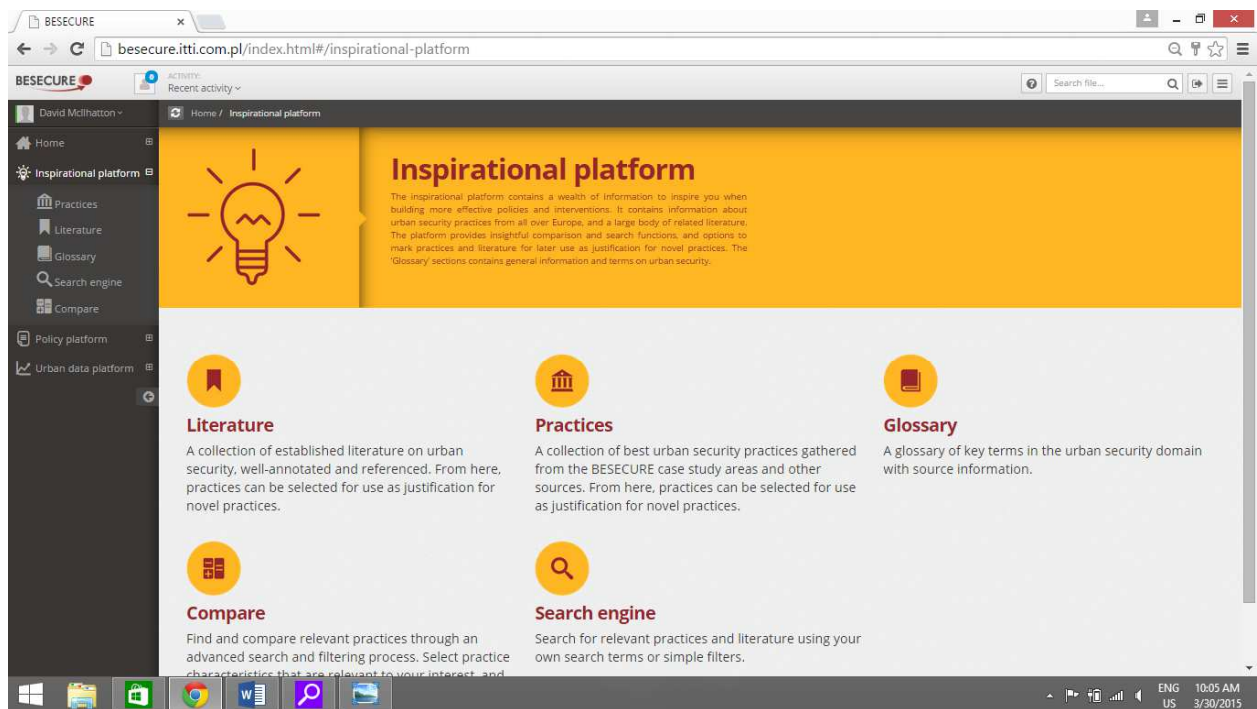 BESECURE
besecure.itti.com.pl/index.html#/inspirational-platform
BESECURE
0
ACTIVITY:
Recent activity
Search file...
David McIlhatton
Home / Inspirational platform
Home
Inspirational platform
Practices
Literature
Glossary
Search engine
Compare
Policy platform
Urban data platform
Inspirational platform
The inspirational platform contains a wealth of information to inspire you when
building more effective policies and interventions. It contains information about
urban security practices from all over Europe, and a large body of related literature.
The platform provides insightful comparison and search functions, and options to
mark practices and literature for later use as justification for novel practices. The
'Glossary' sections contains general information and terms on urban security.
Literature
A collection of established literature on urban
security, well-annotated and referenced. From here,
practices can be selected for use as justification for
novel practices.
Practices
A collection of best urban security practices gathered
from the BESECURE case study areas and other
sources. From here, practices can be selected for use
as justification for novel practices.
Glossary
A glossary of key terms in the urban security domain
with source information.
Compare
Find and compare relevant practices through an
advanced search and filtering process. Select practice
characteristics that are relevant to your interest, and
Search engine
Search for relevant practices and literature using your
own search terms or simple filters.
ENG
US
10:05 AM
3/30/2015